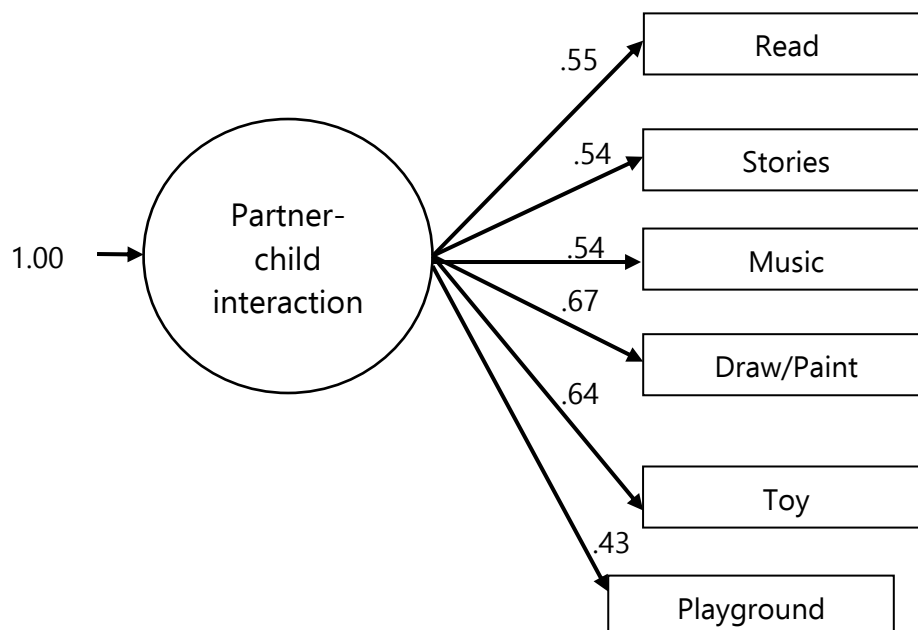 .55
Read
.54
Stories
Partner-
child
interaction
1.00
.54
Music
.67
Draw/Paint
.64
Toy
.43
Playground